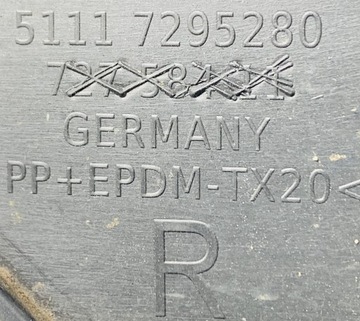 5111 7295280
GERMANY
PP+EPDM-TX20<
R